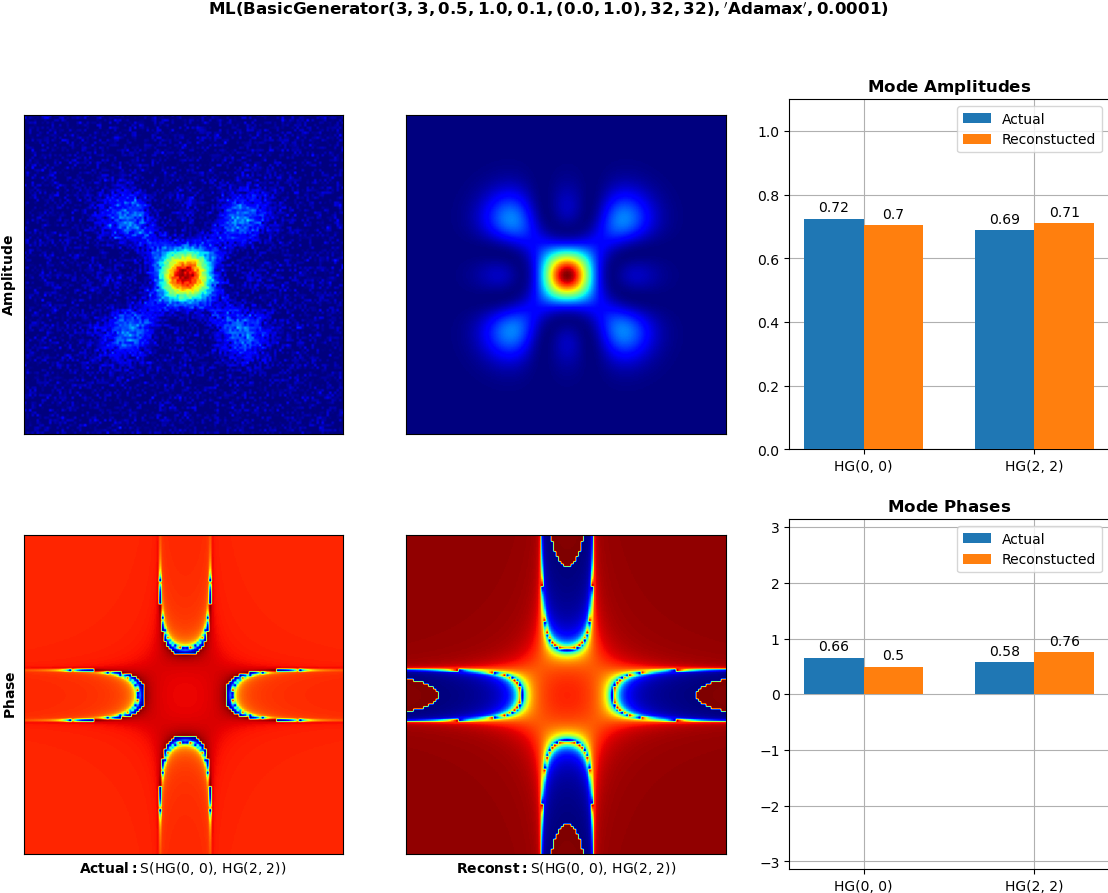 ML(BasicGenerator(3, 3, 0.5, 1.0, 0.1, (0.0, 1.0), 32, 32), ′Adamax′, 0.0001)
Amplitude
Mode Amplitudes
Actual
Reconstucted
1.0
0.8
0.6
0.4
0.2
0.0
0.72
0.7
0.69
0.71
HG(0, 0)
HG(2, 2)
Phase
Actual: S(HG(0, 0), HG(2, 2))
Reconst: S(HG(0, 0), HG(2, 2))
Mode Phases
Actual
Reconstucted
3
2
1
0
−1
−2
−3
0.66
0.5
0.58
0.76
HG(0, 0)
HG(2, 2)